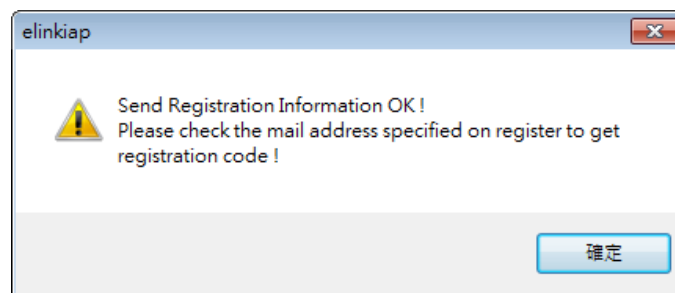 elinkiap
Send Registration Information OK !
Please check the mail address specified on register to get
registration code !
確定